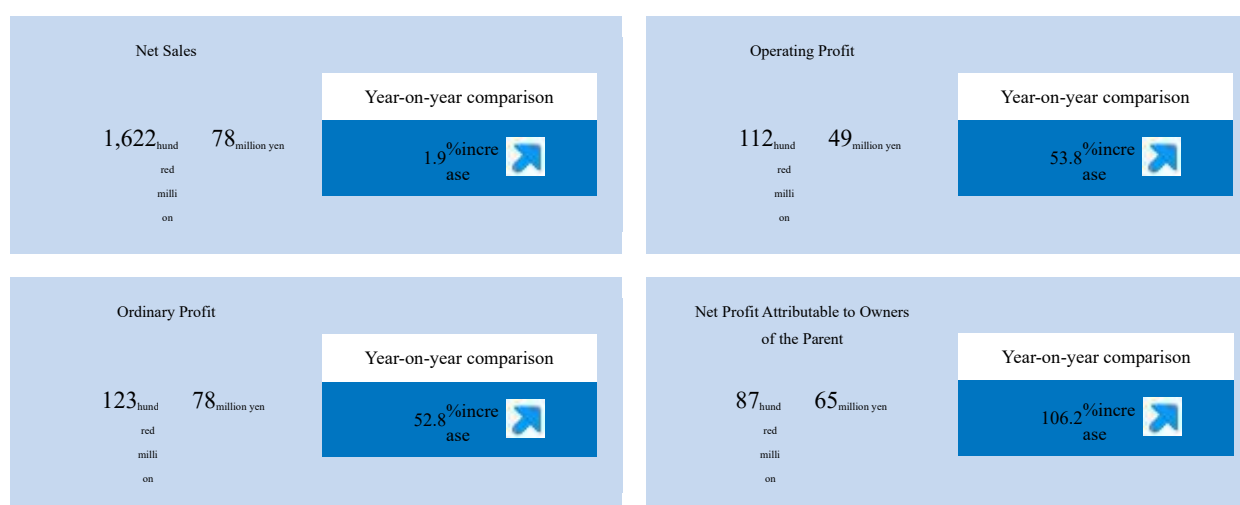 Net Sales
1,622hund 78million yen
red
milli
on
Year-on-year comparison
1.9%incre
ase
Operating Profit
112hund 49million yen
red
milli
on
Year-on-year comparison
53.8%incre
ase
Ordinary Profit
123hund 78million yen
red
milli
on
Year-on-year comparison
52.8%incre
ase
Net Profit Attributable to Owners
of the Parent
87hund 65million yen
red
milli
on
Year-on-year comparison
106.2%incre
ase